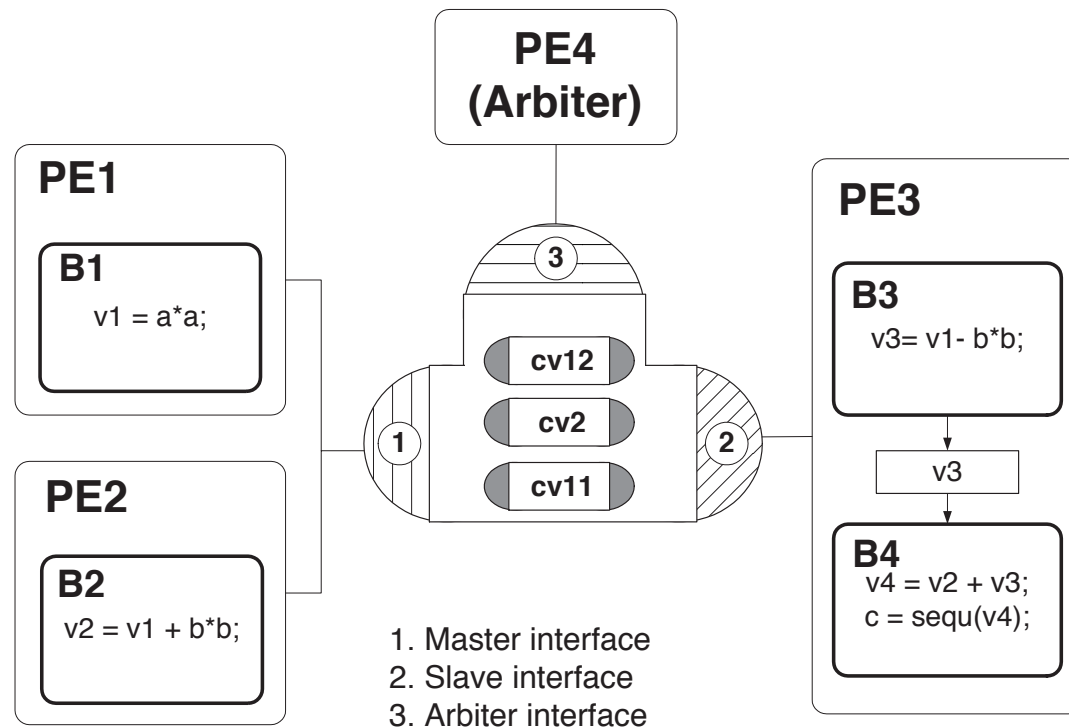 PE4
(Arbiter)
PE1
B1
v1 = a*a;
PE2
B2
v2 = v1 + b*b;
3
cv12
cv2
cv11
1
2
PE3
B3
v3= v1- b*b;
v3
B4
v4 = v2 + v3;
c = sequ(v4);
1. Master interface
2. Slave interface
3. Arbiter interface